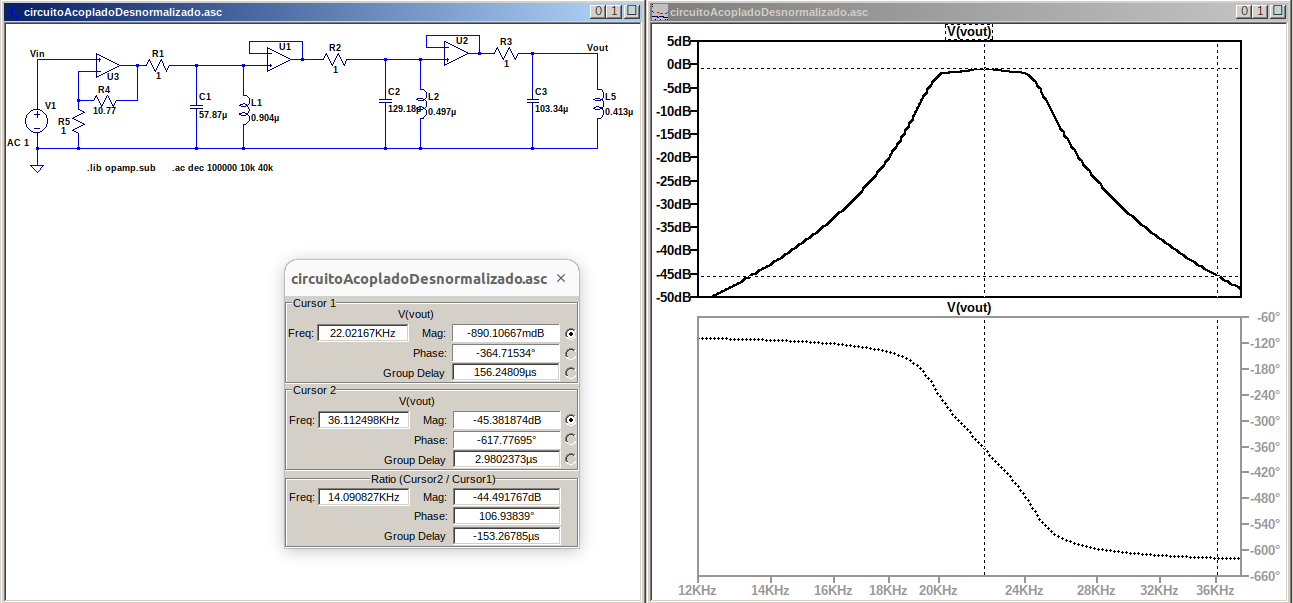 circuitoAcopladoDesnormalizado.asc
Vin
V1
AC 1
U3
R4
10.77
R5
1
R1
1
C1
57.87µ
L1
0.904µ
U1
R2
1
C2
129.18µ
L2
0.497µ
U2
R3
1
C3
103.34µ
Vout
L5
0.413µ
.lib opamp.sub .ac dec 100000 10k 40k
circuitoAcopladoDesnormalizado.asc ×
Cursor 1
V(vout)
Freq: 22.02167KHz Mag: -890.10667mdB
Phase: -364.71534°
Group Delay 156.24809µs
Cursor 2
V(vout)
Freq: 36.112498KHz Mag: -45.381874dB
Phase: -617.77695°
Group Delay 2.9802373µs
Ratio (Cursor2 / Cursor1)
Freq: 14.090827KHz Mag: -44.491767dB
Phase: 106.93839°
Group Delay -153.26785µs
circuitoAcopladoDesnormalizado.asc
V(vout)
5dB
0dB
-5dB
-10dB
-15dB
-20dB
-25dB
-30dB
-35dB
-40dB
-45dB
-50dB
V(vout)
-60°
-120°
-180°
-240°
-300°
-360°
-420°
-480°
-540°
-600°
-660°
12KHz 14KHz 16KHz 18KHz 20KHz 24KHz 28KHz 32KHz 36KHz